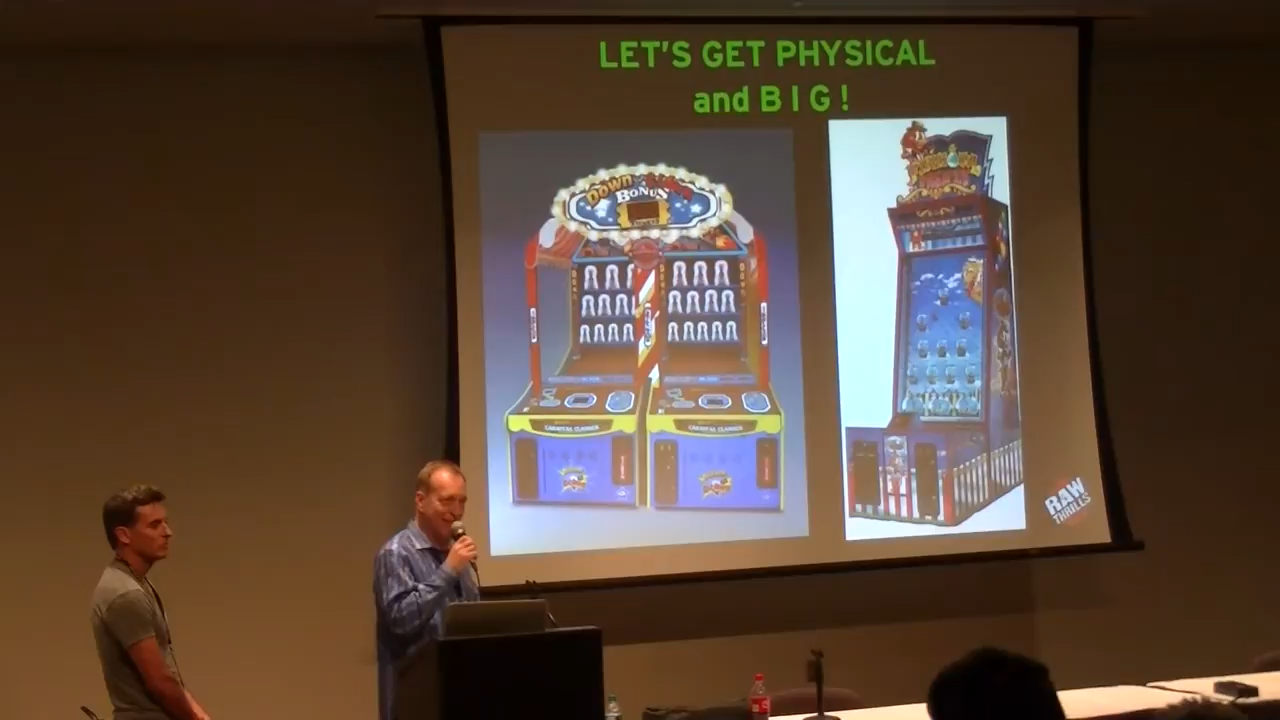 LET'S GET PHYSICAL
and B I G !
DOWN
BONUS
CARNIVAL CLASSICS
CARNIVAL CLASSICS
RAW
THRILLS